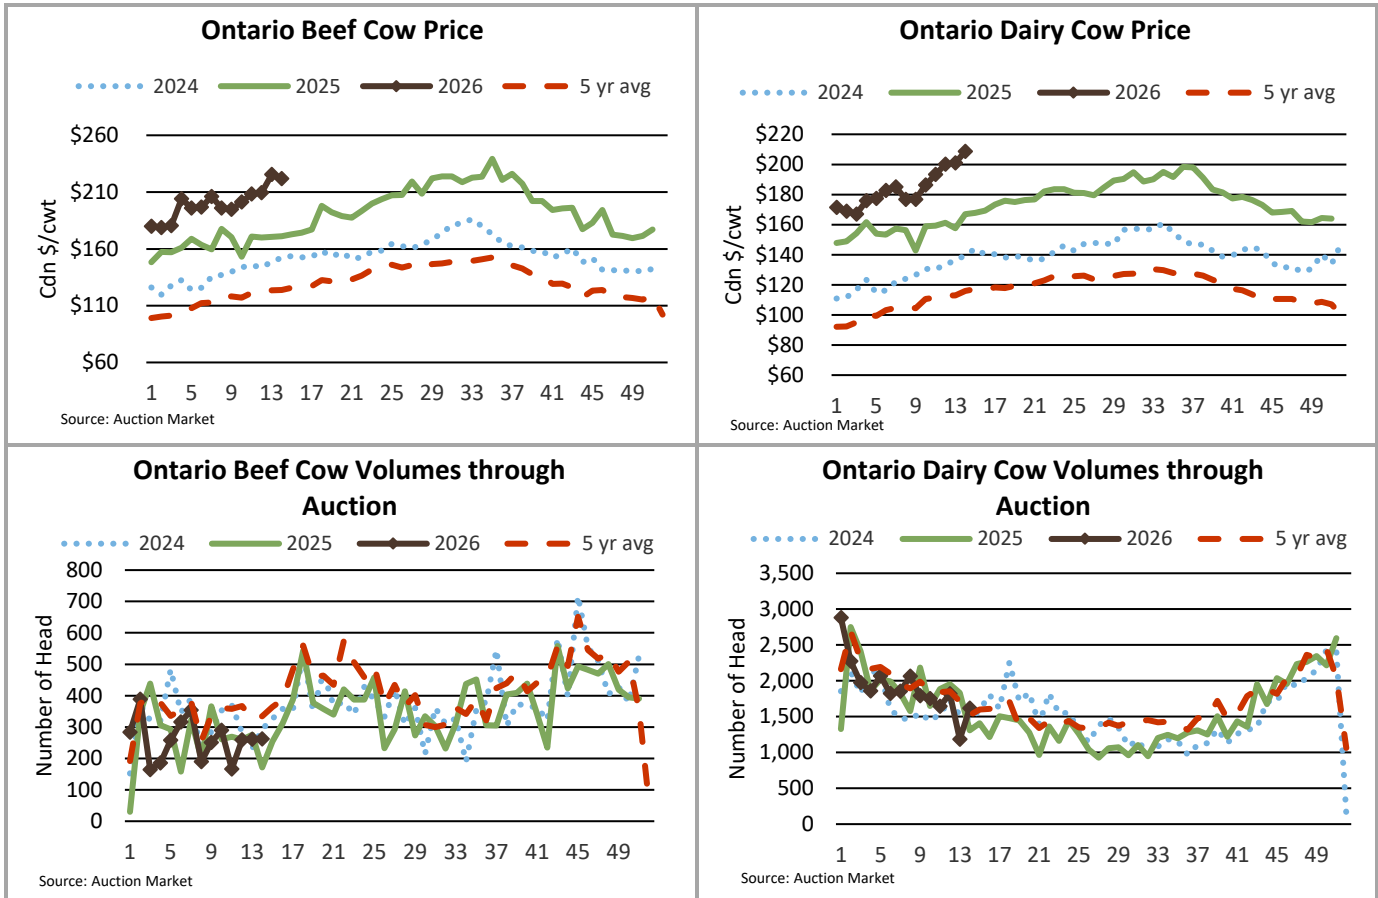 Ontario Beef Cow Price
2024 2025 2026 5 yr avg
Cdn $/cwt
$260
$210
$160
$110
$60
1 5 9 13 17 21 25 29 33 37 41 45 49
Source: Auction Market
Ontario Dairy Cow Price
2024 2025 2026 5 yr avg
Cdn $/cwt
$220
$200
$180
$160
$140
$120
$100
$80
$60
1 5 9 13 17 21 25 29 33 37 41 45 49
Source: Auction Market
Ontario Beef Cow Volumes through
Auction
2024 2025 2026 5 yr avg
Number of Head
800
700
600
500
400
300
200
100
0
1 5 9 13 17 21 25 29 33 37 41 45 49
Source: Auction Market
Ontario Dairy Cow Volumes through
Auction
2024 2025 2026 5 yr avg
Number of Head
3,500
3,000
2,500
2,000
1,500
1,000
500
0
1 5 9 13 17 21 25 29 33 37 41 45 49
Source: Auction Market